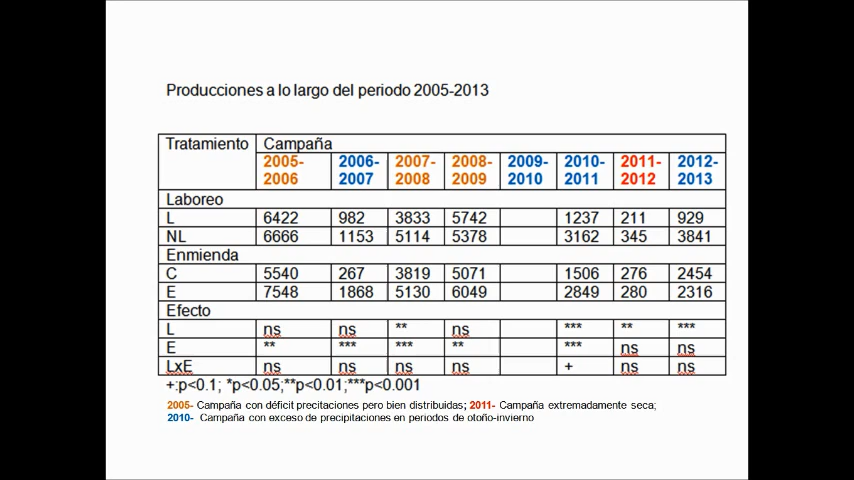 Producciones a lo largo del periodo 2005-2013
Tratamiento Campaña
2005-2006 2006-2007 2007-2008 2008-2009 2009-2010 2010-2011 2011-2012 2012-2013
Laboreo
L 6422 982 3833 5742 1237 211 929
NL 6666 1153 5114 5378 3162 345 3841
Enmienda
C 5540 267 3819 5071 1506 276 2454
E 7548 1868 5130 6049 2849 280 2316
Efecto
L ns ns ** ns *** ** ***
E ** *** *** ** *** ns ns
LxE ns ns ns ns + ns ns
+:p<0.1; *p<0.05;**p<0.01;***p<0.001
2005- Campaña con déficit precitaciones pero bien distribuidas; 2011- Campaña extremadamente seca;
2010- Campaña con exceso de precipitaciones en periodos de otoño-invierno